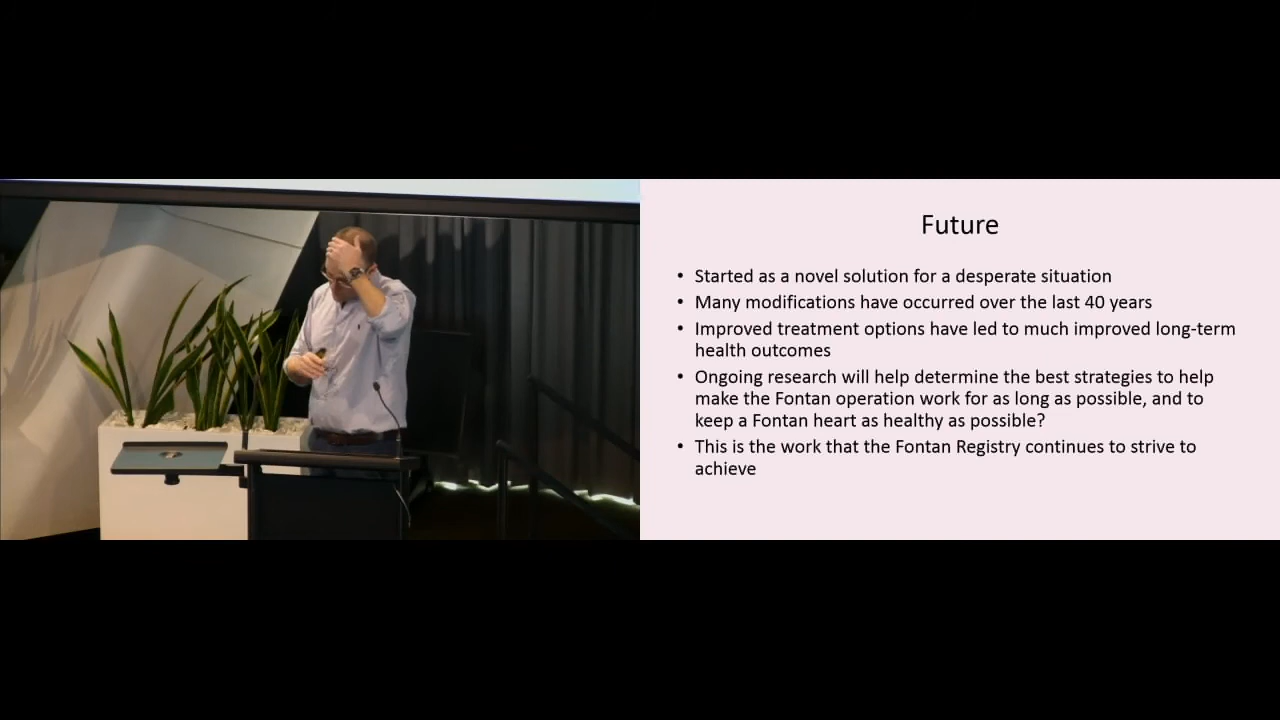 Future
• Started as a novel solution for a desperate situation
• Many modifications have occurred over the last 40 years
• Improved treatment options have led to much improved long-term
health outcomes
• Ongoing research will help determine the best strategies to help
make the Fontan operation work for as long as possible, and to
keep a Fontan heart as healthy as possible?
• This is the work that the Fontan Registry continues to strive to
achieve